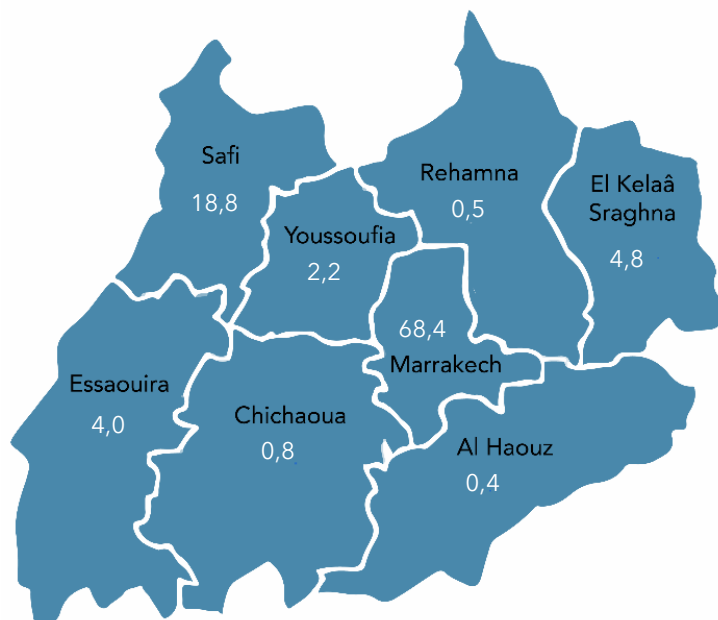 Safi
18,8
Rehamna
0,5
El Kelaâ
Sraghna
4,8
Youssoufia
2,2
68,4
Marrakech
Essaouira
4,0
Chichaoua
0,8
Al Haouz
0,4